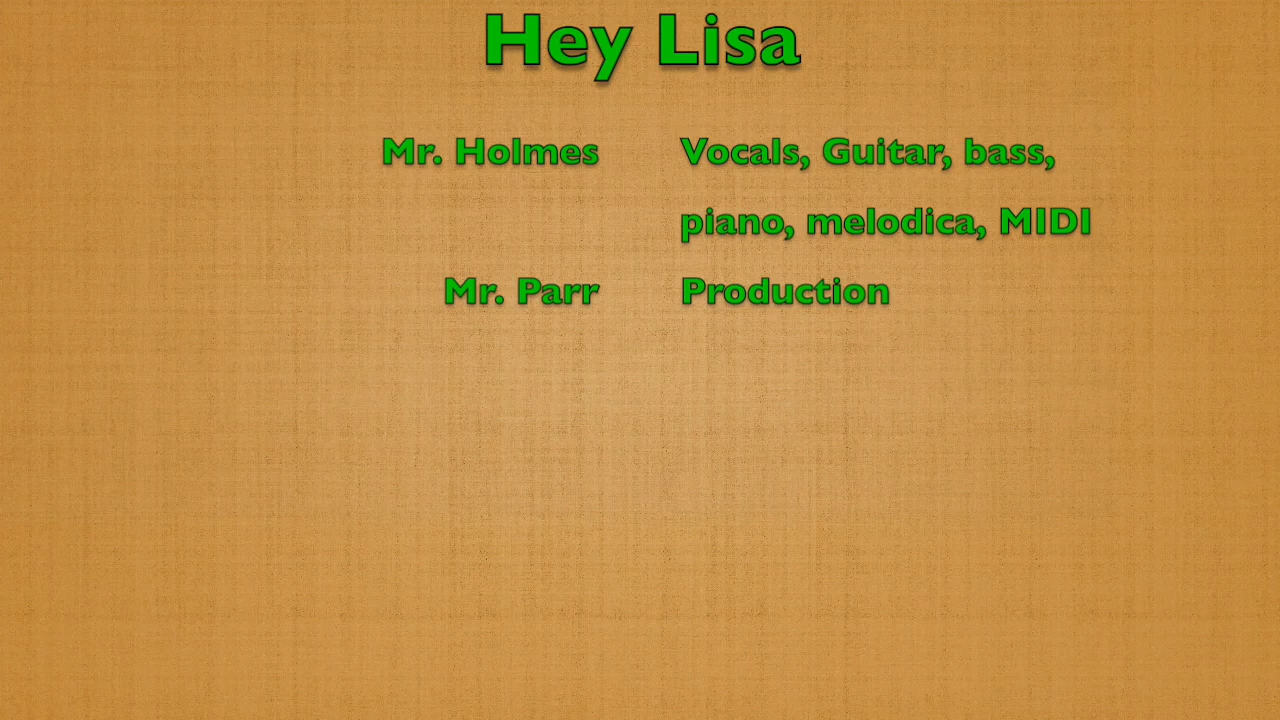 Hey Lisa
Mr. Holmes Vocals, Guitar, bass,
piano, melodica, MIDI
Mr. Parr Production